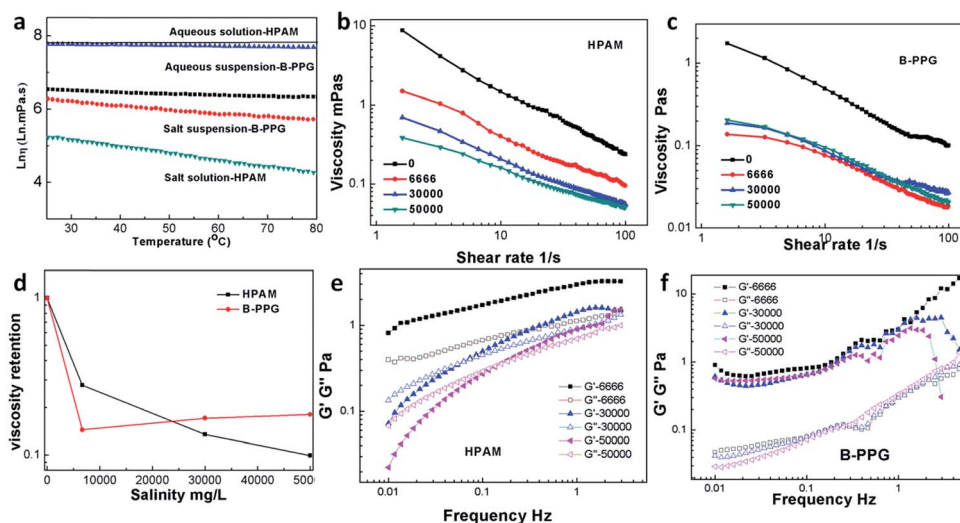 a
8
6
4
Lnη (Ln.mPa.s)
Aqueous solution-HPAM
Aqueous suspension-B-PPG
Salt suspension-B-PPG
Salt solution-HPAM
30 40 50 60 70 80
Temperature (°C)
b
HPAM
10
1
0.1
Viscosity mPas
0
6666
30000
50000
1 10 100
Shear rate 1/s
c
B-PPG
10
1
0.1
0.01
Viscosity Pas
0
6666
30000
50000
1 10 100
Shear rate 1/s
d
1
0.1
viscosity retention
HPAM
B-PPG
0 10000 20000 30000 40000 5000
Salinity mg/L
e
10
1
0.1
G' G'' Pa
G'-6666
G''-6666
G'-30000
G''-30000
G'-50000
G''-50000
HPAM
0.01 0.1 1
Frequency Hz
f
10
1
0.1
G' G'' Pa
G'-6666
G''-6666
G'-30000
G''-30000
G'-50000
G''-50000
B-PPG
0.01 0.1 1
Frequency Hz